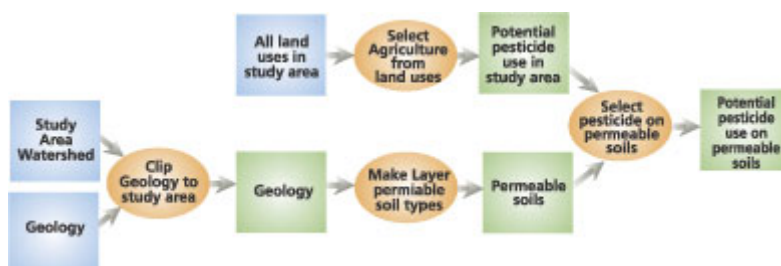 All land
uses in
study area
Select
Agriculture
from
land uses
Potential
pesticide
use in
study area
Select
pesticide on
permeable
soils
Potential
pesticide
use on
permeable
soils
Study
Area
Watershed
Clip
Geology to
study area
Geology
Make Layer
permiable
soil types
Permeable
soils
Geology